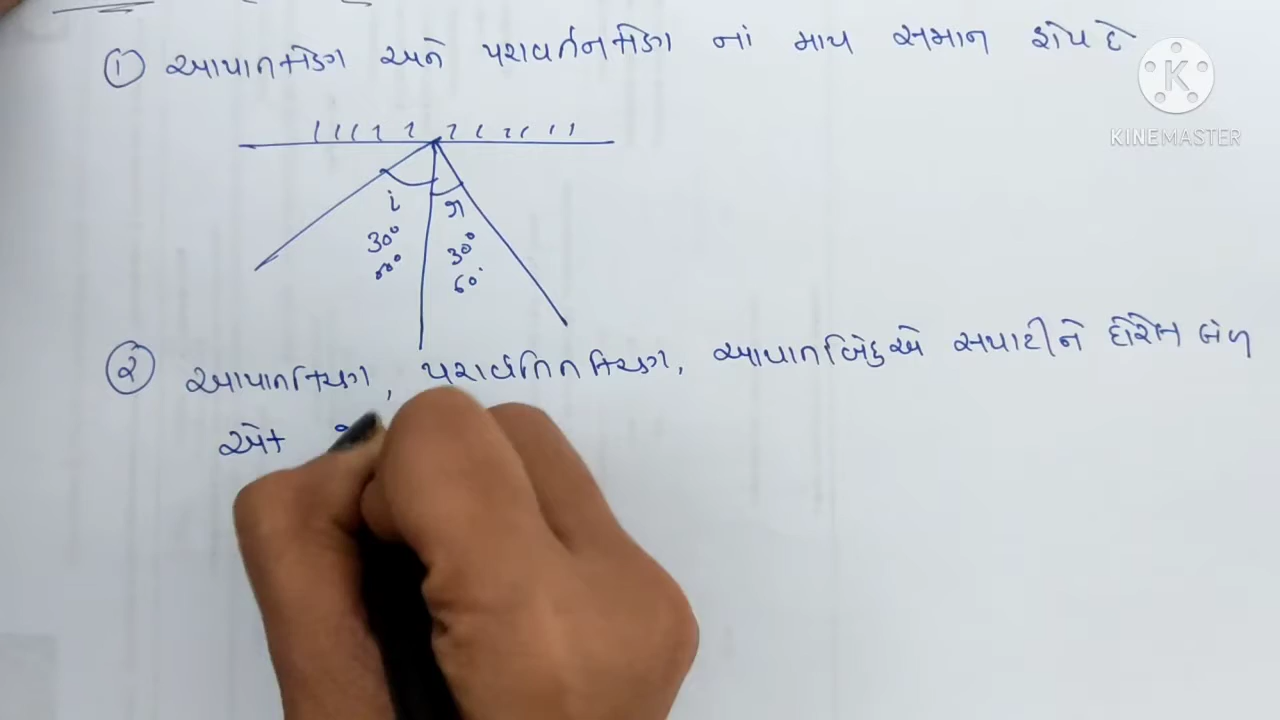 ① આપાતકોણ અને પરાવર્તનકોણ નાં માપ સમાન હોય છે
KINEMASTER
i
r
30°
30°
60°
② આપાતકિરણ, પરાવર્તિતકિરણ, આપાતબિંદુએ સપાટીને દોરેલ લંબ
એક